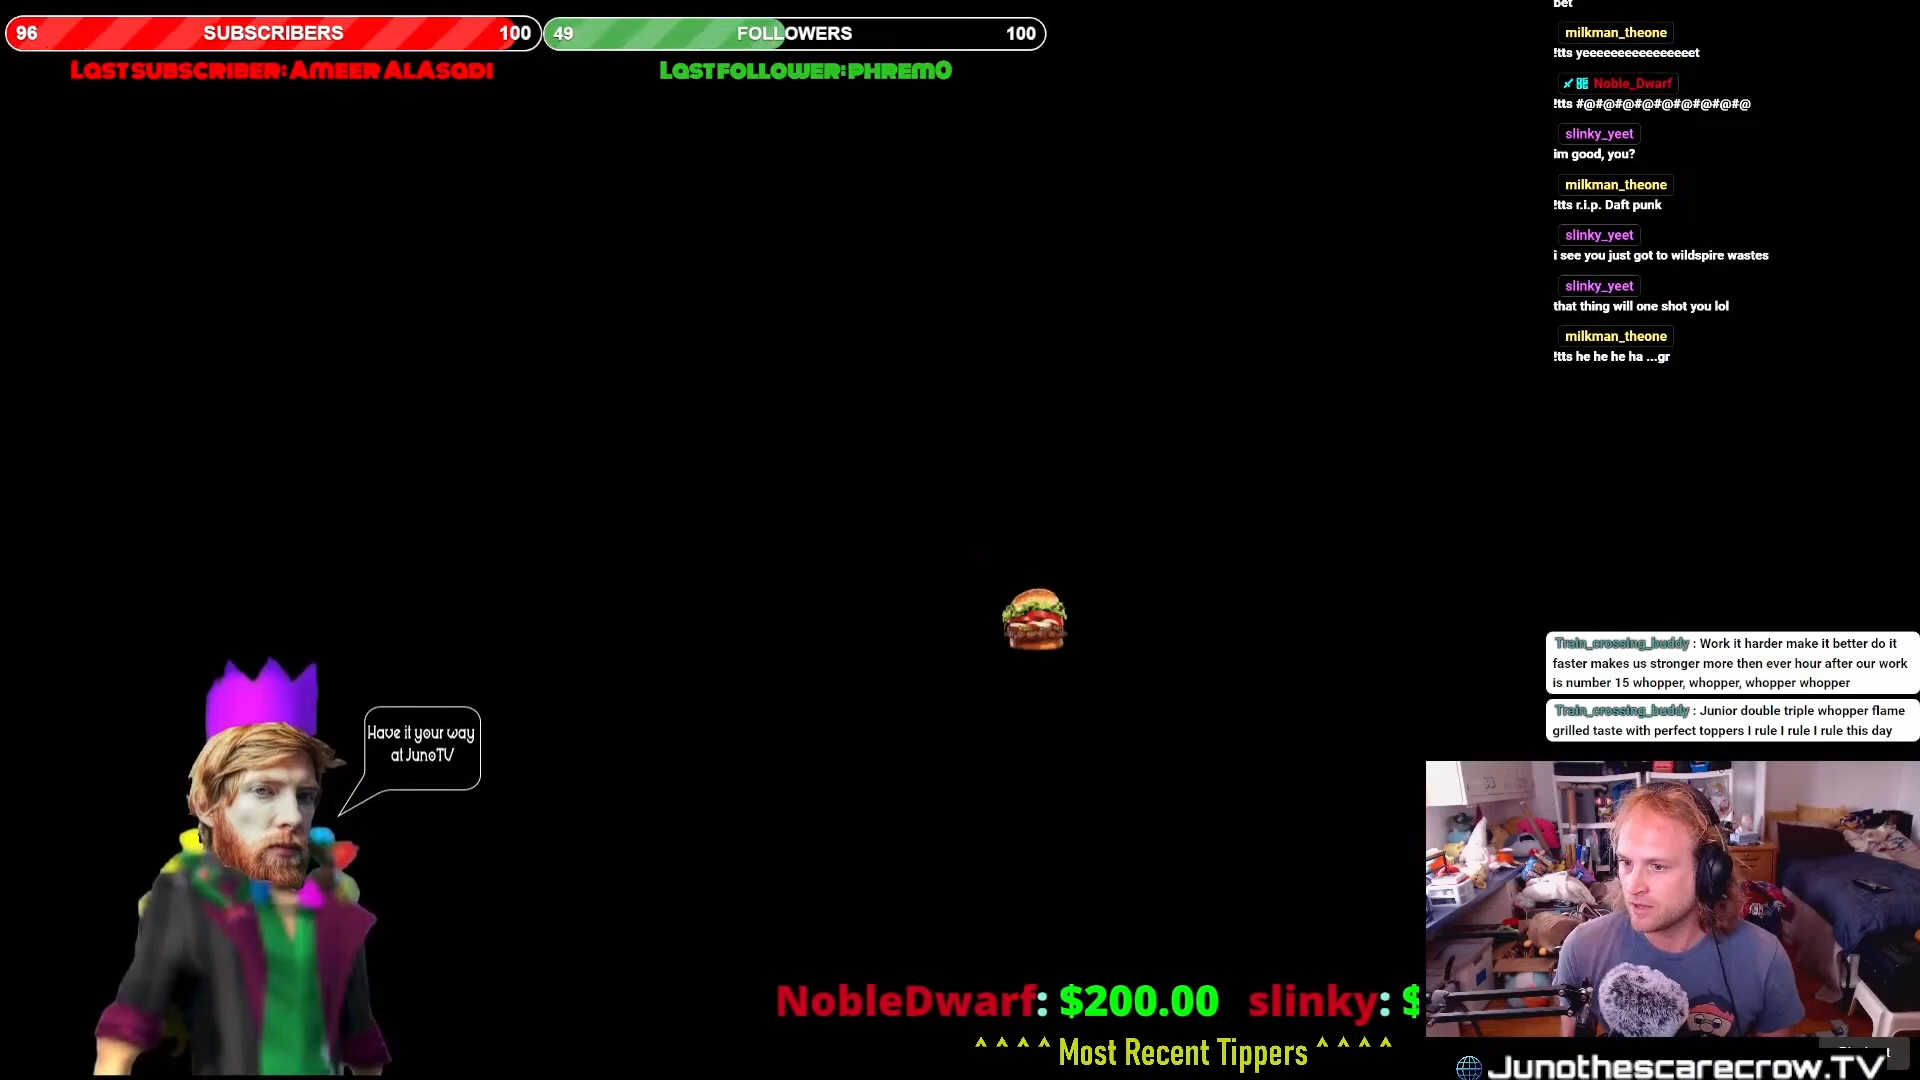 96 SUBSCRIBERS 100
49 FOLLOWERS 100
Last subscriber: Ameer AlAsadi
Last follower: phrem0
bet
milkman_theone
!tts yeeeeeeeeeeeeeeet
Noble_Dwarf
!tts #@#@#@#@#@#@#@#@#@#@
slinky_yeet
im good, you?
milkman_theone
!tts r.i.p. Daft punk
slinky_yeet
i see you just got to wildspire wastes
slinky_yeet
that thing will one shot you lol
milkman_theone
!tts he he he ha ...gr
Train_crossing_buddy : Work it harder make it better do it
faster makes us stronger more then ever hour after our work
is number 15 whopper, whopper, whopper whopper
Train_crossing_buddy : Junior double triple whopper flame
grilled taste with perfect toppers I rule I rule I rule this day
Have it your way
at JunoTV
NobleDwarf: $200.00 slinky: $
^ ^ ^ ^ Most Recent Tippers ^ ^ ^ ^
Junothescarecrow.TV